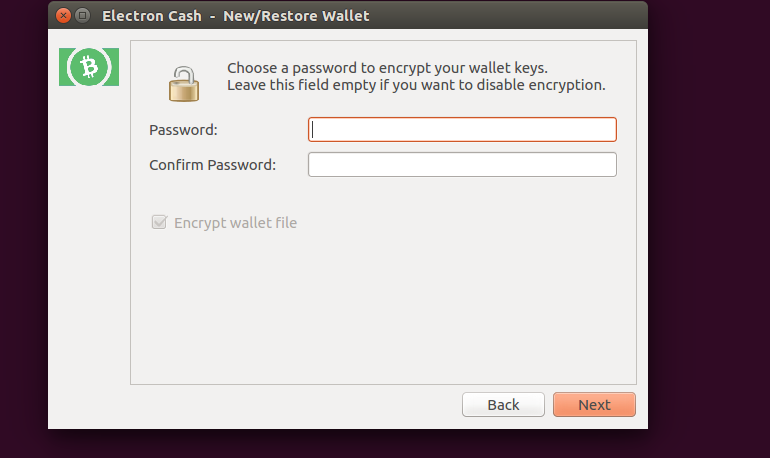 Electron Cash  -  New/Restore Wallet
Choose a password to encrypt your wallet keys.
Leave this field empty if you want to disable encryption.
Password:
Confirm Password:
Encrypt wallet file
Back
Next